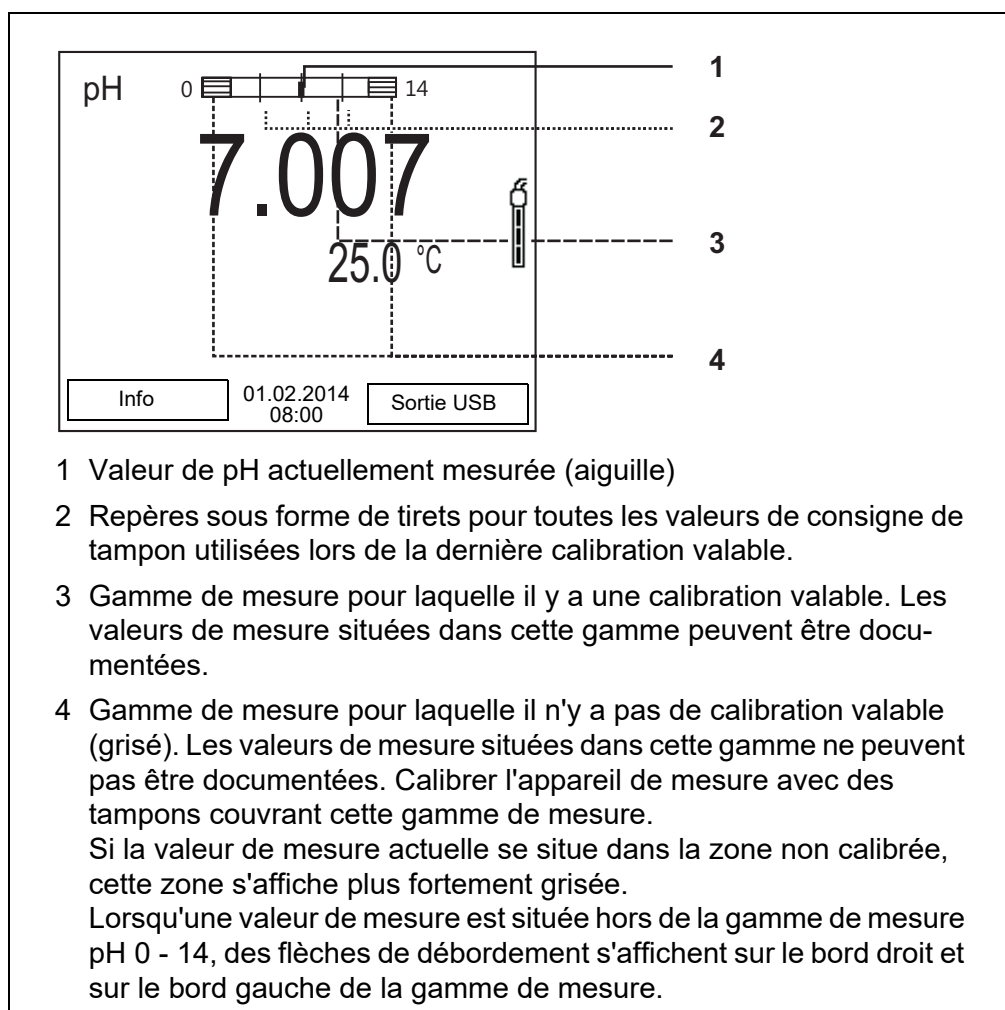 pH
0
14
7.007
25.0 °C
Info
01.02.2014
08:00
Sortie USB
1
2
3
4
1 Valeur de pH actuellement mesurée (aiguille)
2 Repères sous forme de tirets pour toutes les valeurs de consigne de
tampon utilisées lors de la dernière calibration valable.
3 Gamme de mesure pour laquelle il y a une calibration valable. Les
valeurs de mesure situées dans cette gamme peuvent être docu-
mentées.
4 Gamme de mesure pour laquelle il n'y a pas de calibration valable
(grisé). Les valeurs de mesure situées dans cette gamme ne peuvent
pas être documentées. Calibrer l'appareil de mesure avec des
tampons couvrant cette gamme de mesure.
Si la valeur de mesure actuelle se situe dans la zone non calibrée,
cette zone s'affiche plus fortement grisée.
Lorsqu'une valeur de mesure est située hors de la gamme de mesure
pH 0 - 14, des flèches de débordement s'affichent sur le bord droit et
sur le bord gauche de la gamme de mesure.